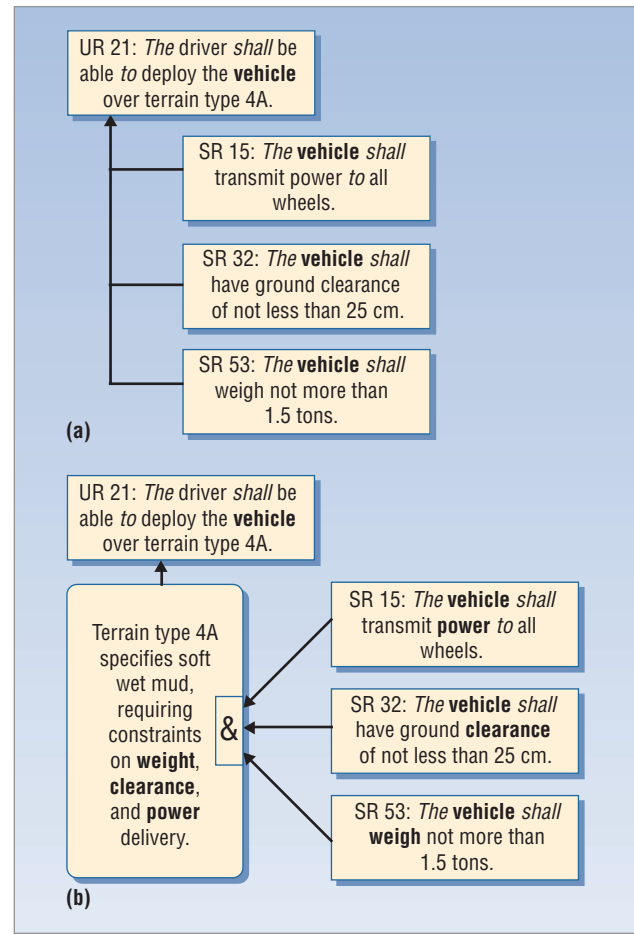 UR 21: The driver shall be
able to deploy the vehicle
over terrain type 4A.
SR 15: The vehicle shall
transmit power to all
wheels.
SR 32: The vehicle shall
have ground clearance
of not less than 25 cm.
SR 53: The vehicle shall
weigh not more than
1.5 tons.
(a)
UR 21: The driver shall be
able to deploy the vehicle
over terrain type 4A.
Terrain type 4A
specifies soft
wet mud,
requiring
constraints
on weight,
clearance,
and power
delivery.
&
SR 15: The vehicle shall
transmit power to all
wheels.
SR 32: The vehicle shall
have ground clearance
of not less than 25 cm.
SR 53: The vehicle shall
weigh not more than
1.5 tons.
(b)